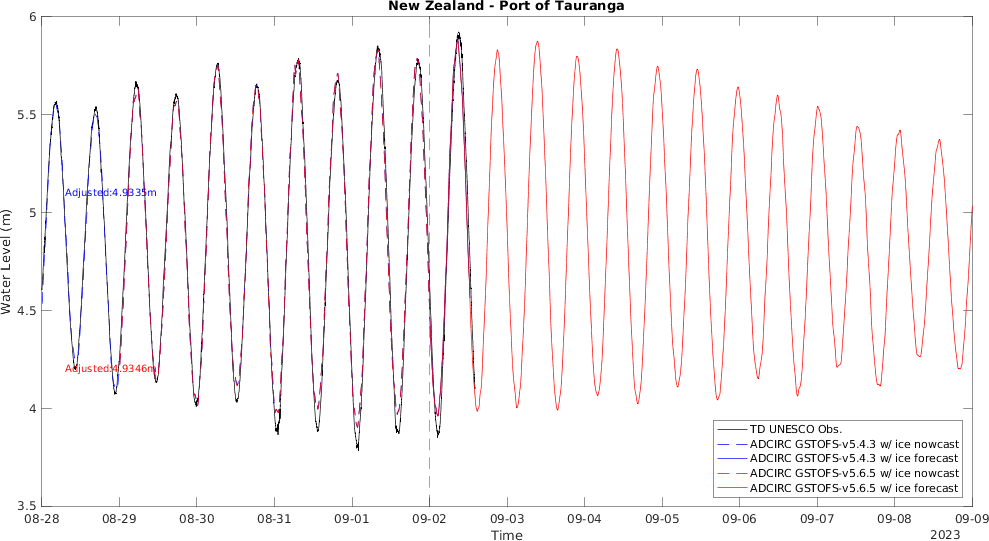 New Zealand - Port of Tauranga
6
5.5
5
4.5
4
3.5
Water Level (m)
Adjusted:4.9335m
Adjusted:4.9346m
TD UNESCO Obs.
ADCIRC GSTOFS-v5.4.3 w/ ice nowcast
ADCIRC GSTOFS-v5.4.3 w/ ice forecast
ADCIRC GSTOFS-v5.6.5 w/ ice nowcast
ADCIRC GSTOFS-v5.6.5 w/ ice forecast
08-28 08-29 08-30 08-31 09-01 09-02 09-03 09-04 09-05 09-06 09-07 09-08 09-09
Time
2023